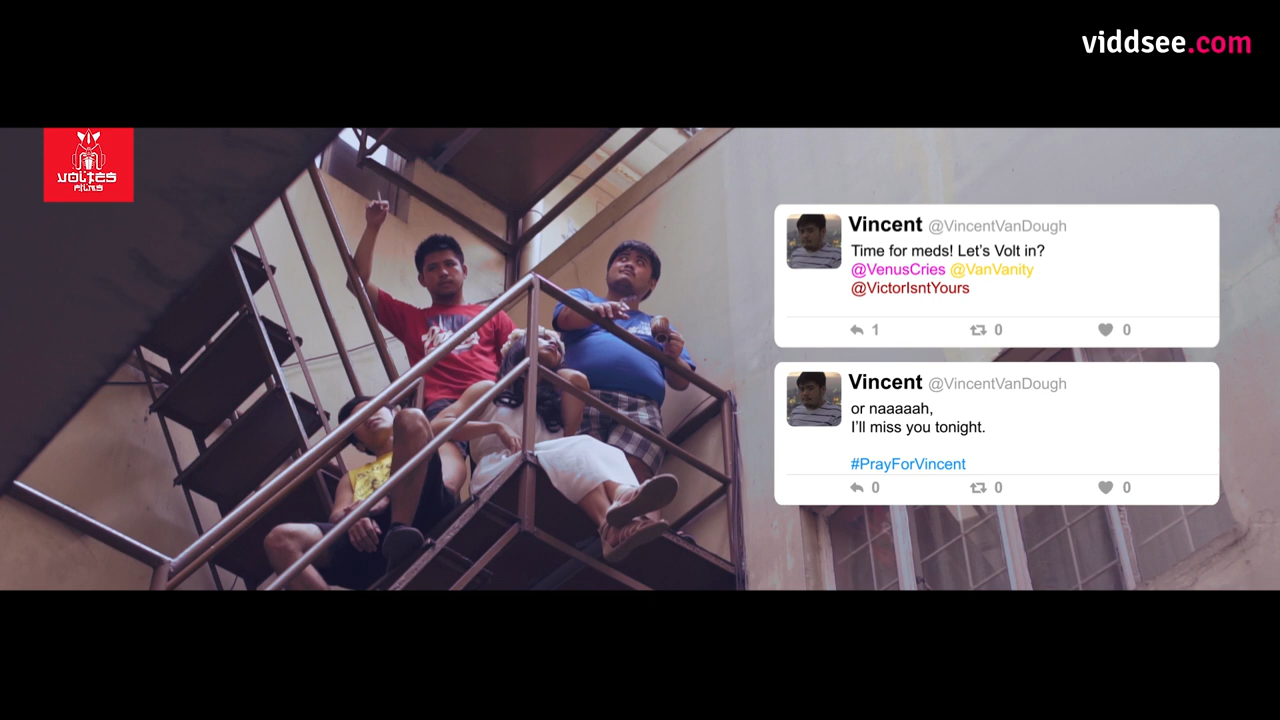 viddsee.com
VOLTES
FILMS
Vincent @VincentVanDough
Time for meds! Let's Volt in?
@VenusCries @VanVanity
@VictorIsntYours
1 0 0
Vincent @VincentVanDough
or naaaaah,
I'll miss you tonight.
#PrayForVincent
0 0 0